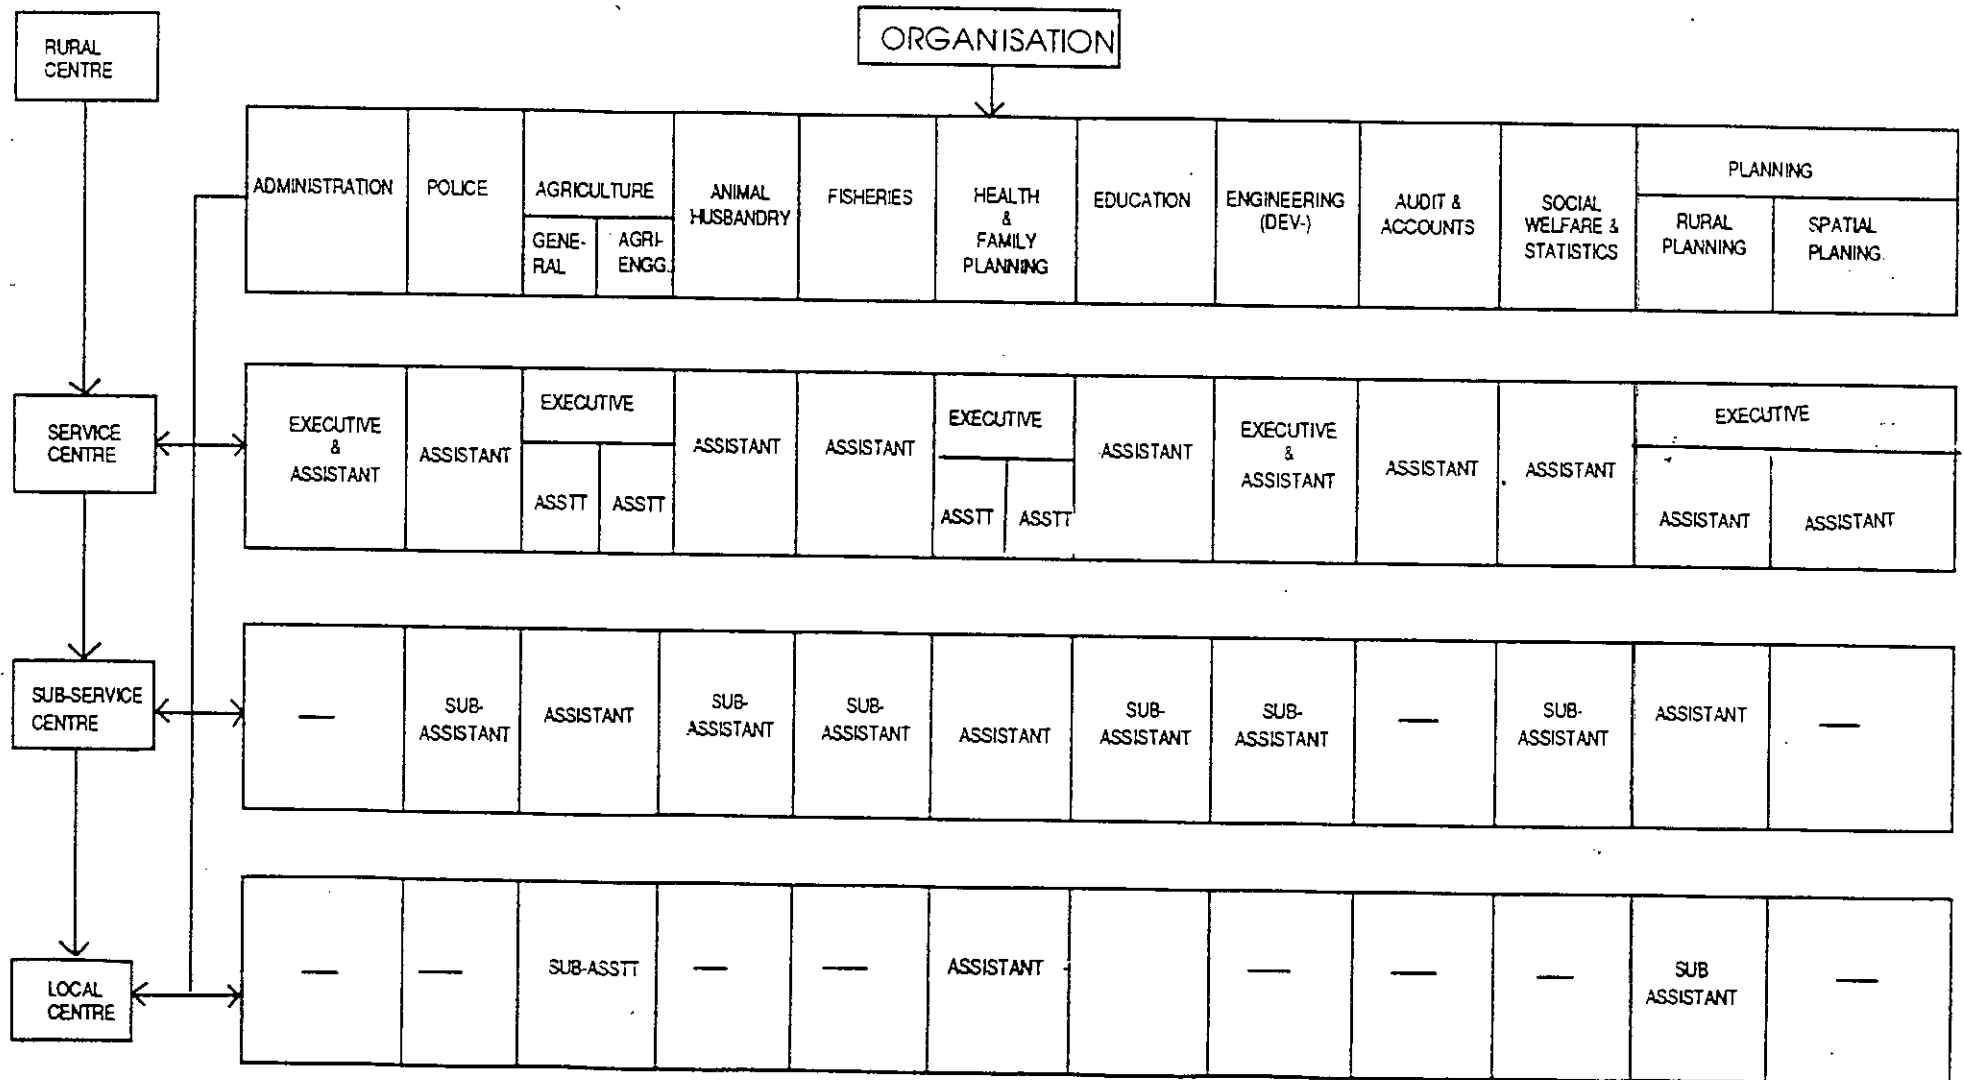 RURAL
CENTRE
ORGANISATION
ADMINISTRATION
POLICE
AGRICULTURE
GENE-
RAL
AGRI-
ENGG.
ANIMAL
HUSBANDRY
FISHERIES
HEALTH
&
FAMILY
PLANNING
EDUCATION
ENGINEERING
(DEV-)
AUDIT &
ACCOUNTS
SOCIAL
WELFARE &
STATISTICS
PLANNING
RURAL
PLANNING
SPATIAL
PLANING
SERVICE
CENTRE
EXECUTIVE
&
ASSISTANT
ASSISTANT
EXECUTIVE
ASSTT
ASSTT
ASSISTANT
ASSISTANT
EXECUTIVE
ASSTT
ASSTT
ASSISTANT
EXECUTIVE
&
ASSISTANT
ASSISTANT
ASSISTANT
EXECUTIVE
ASSISTANT
ASSISTANT
SUB-SERVICE
CENTRE
—
SUB-
ASSISTANT
ASSISTANT
SUB-
ASSISTANT
SUB-
ASSISTANT
ASSISTANT
SUB-
ASSISTANT
SUB-
ASSISTANT
—
SUB-
ASSISTANT
ASSISTANT
—
LOCAL
CENTRE
—
—
SUB-ASSTT
—
—
ASSISTANT
—
—
—
SUB
ASSISTANT
—